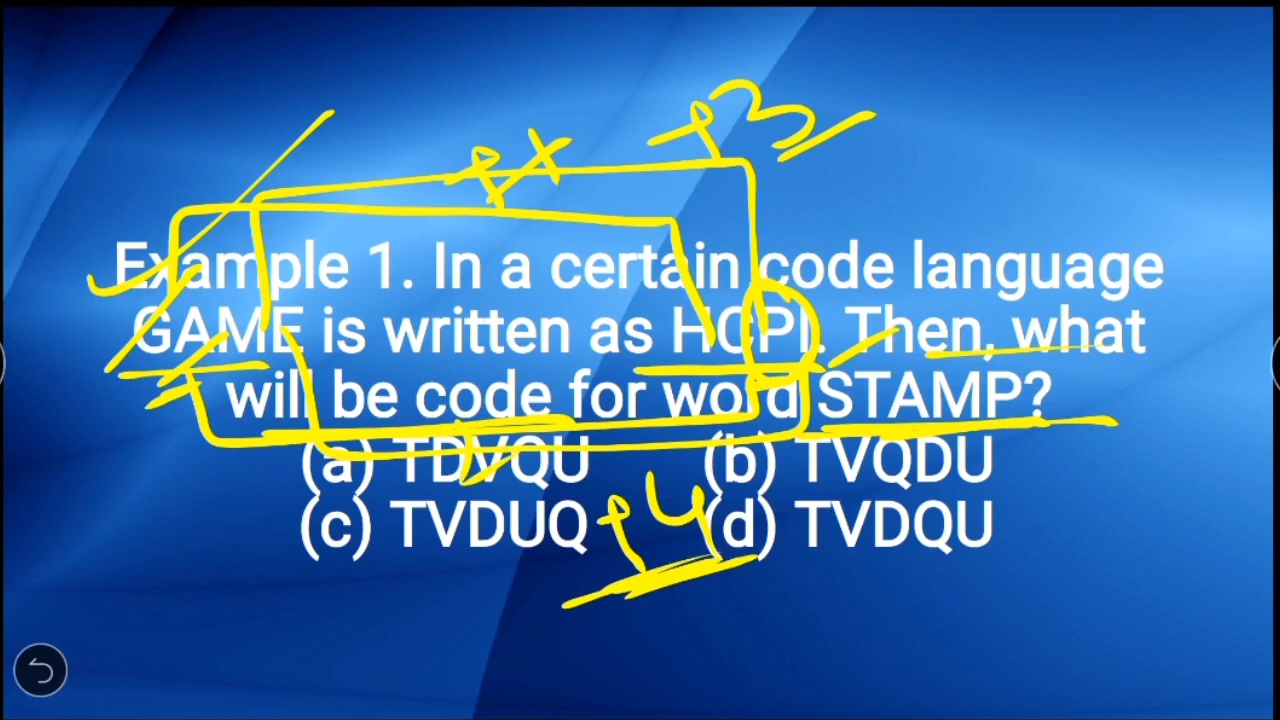 +x +3
Example 1. In a certain code language
GAME is written as HCPI. Then, what
will be code for word STAMP?
(a) TDVQU (b) TVQDU
(c) TVDUQ (d) TVDQU
+4